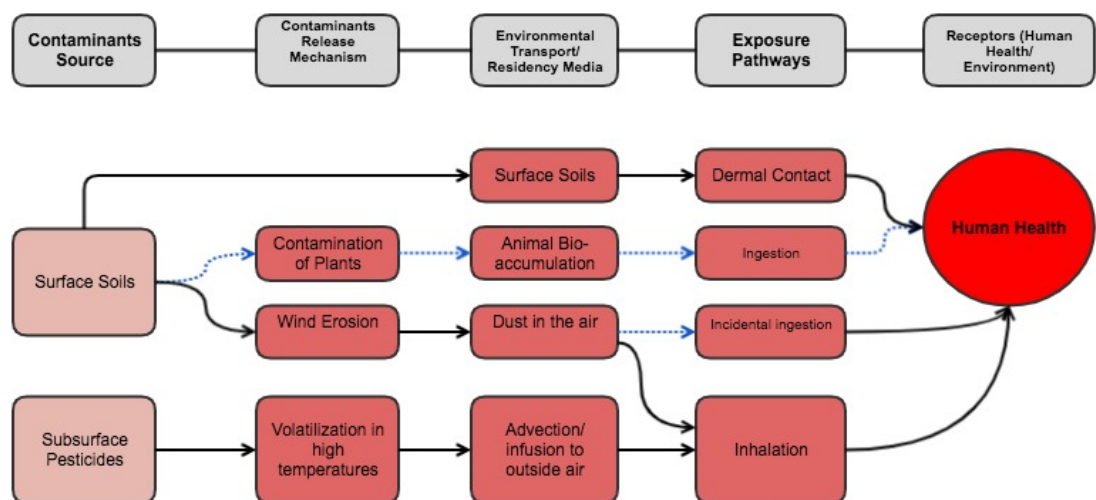 Contaminants
Source
Contaminants
Release
Mechanism
Environmental
Transport/
Residency Media
Exposure
Pathways
Receptors (Human
Health/
Environment)
Surface Soils
Dermal Contact
Human Health
Surface Soils
Contamination
of Plants
Animal Bio-
accumulation
Ingestion
Wind Erosion
Dust in the air
Incidental ingestion
Subsurface
Pesticides
Volatilization in
high
temperatures
Advection/
infusion to
outside air
Inhalation